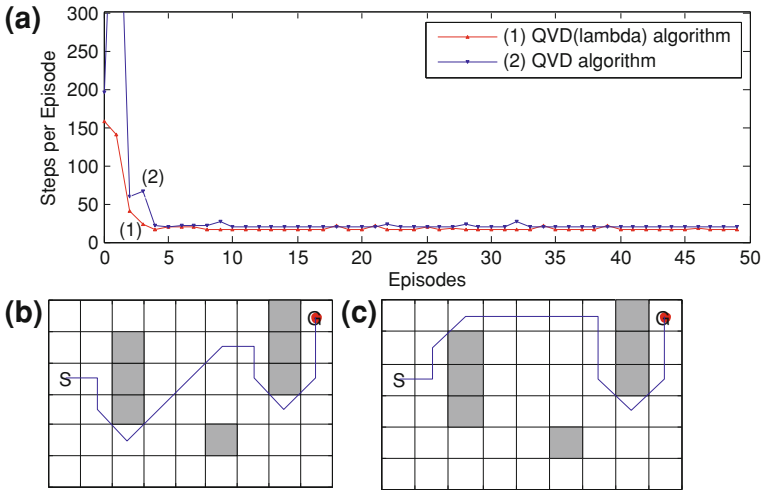 (a)
Steps per Episode
300
250
200
150
100
50
0
(1) QVD(lambda) algorithm
(2) QVD algorithm
(2)
(1)
0 5 10 15 20 25 30 35 40 45 50
Episodes
(b)
S
G
(c)
S
G